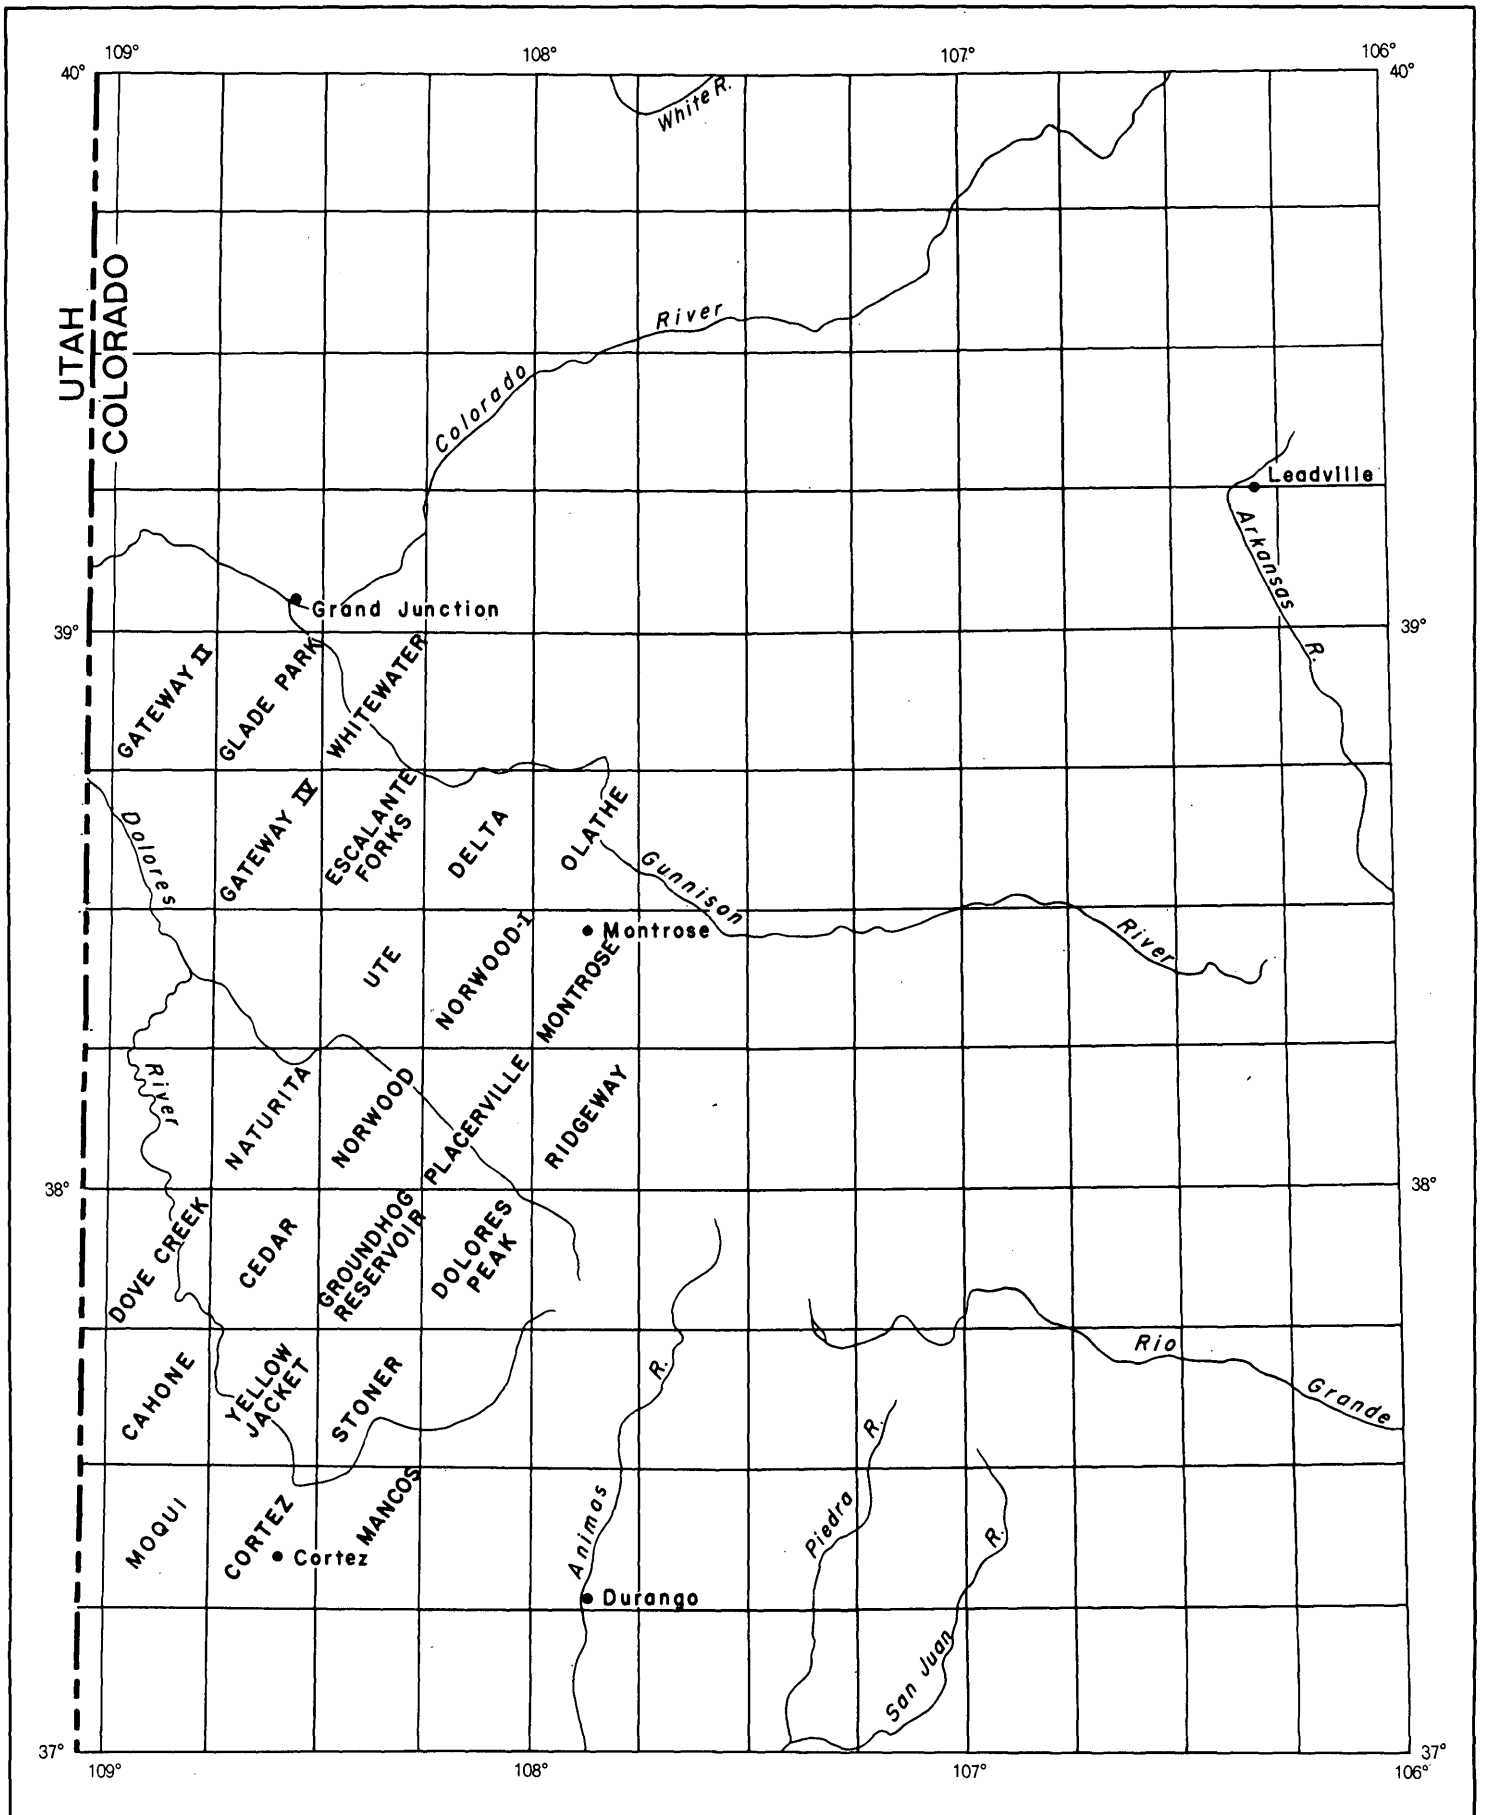 109°
108°
107°
106°
40°
40°
White R.
UTAH
COLORADO
River
Colorado
Leadville
Arkansas
R.
Grand Junction
39°
39°
GATEWAY II
GLADE PARK
WHITEWATER
Dolores
GATEWAY IV
ESCALANTE
FORKS
DELTA
OLATHE
Gunnison
River
UTE
NORWOOD-I
Montrose
MONTROSE
River
NATURITA
NORWOOD
PLACERVILLE
RIDGEWAY
38°
38°
DOVE CREEK
CEDAR
GROUNDHOG
RESERVOIR
DOLORES
PEAK
CAHONE
YELLOW
JACKET
STONER
R.
Rio
Grande
MOQUI
CORTEZ
Cortez
MANCOS
Animas
Durango
Piedra
R.
San Juan
R.
37°
37°
109°
108°
107°
106°